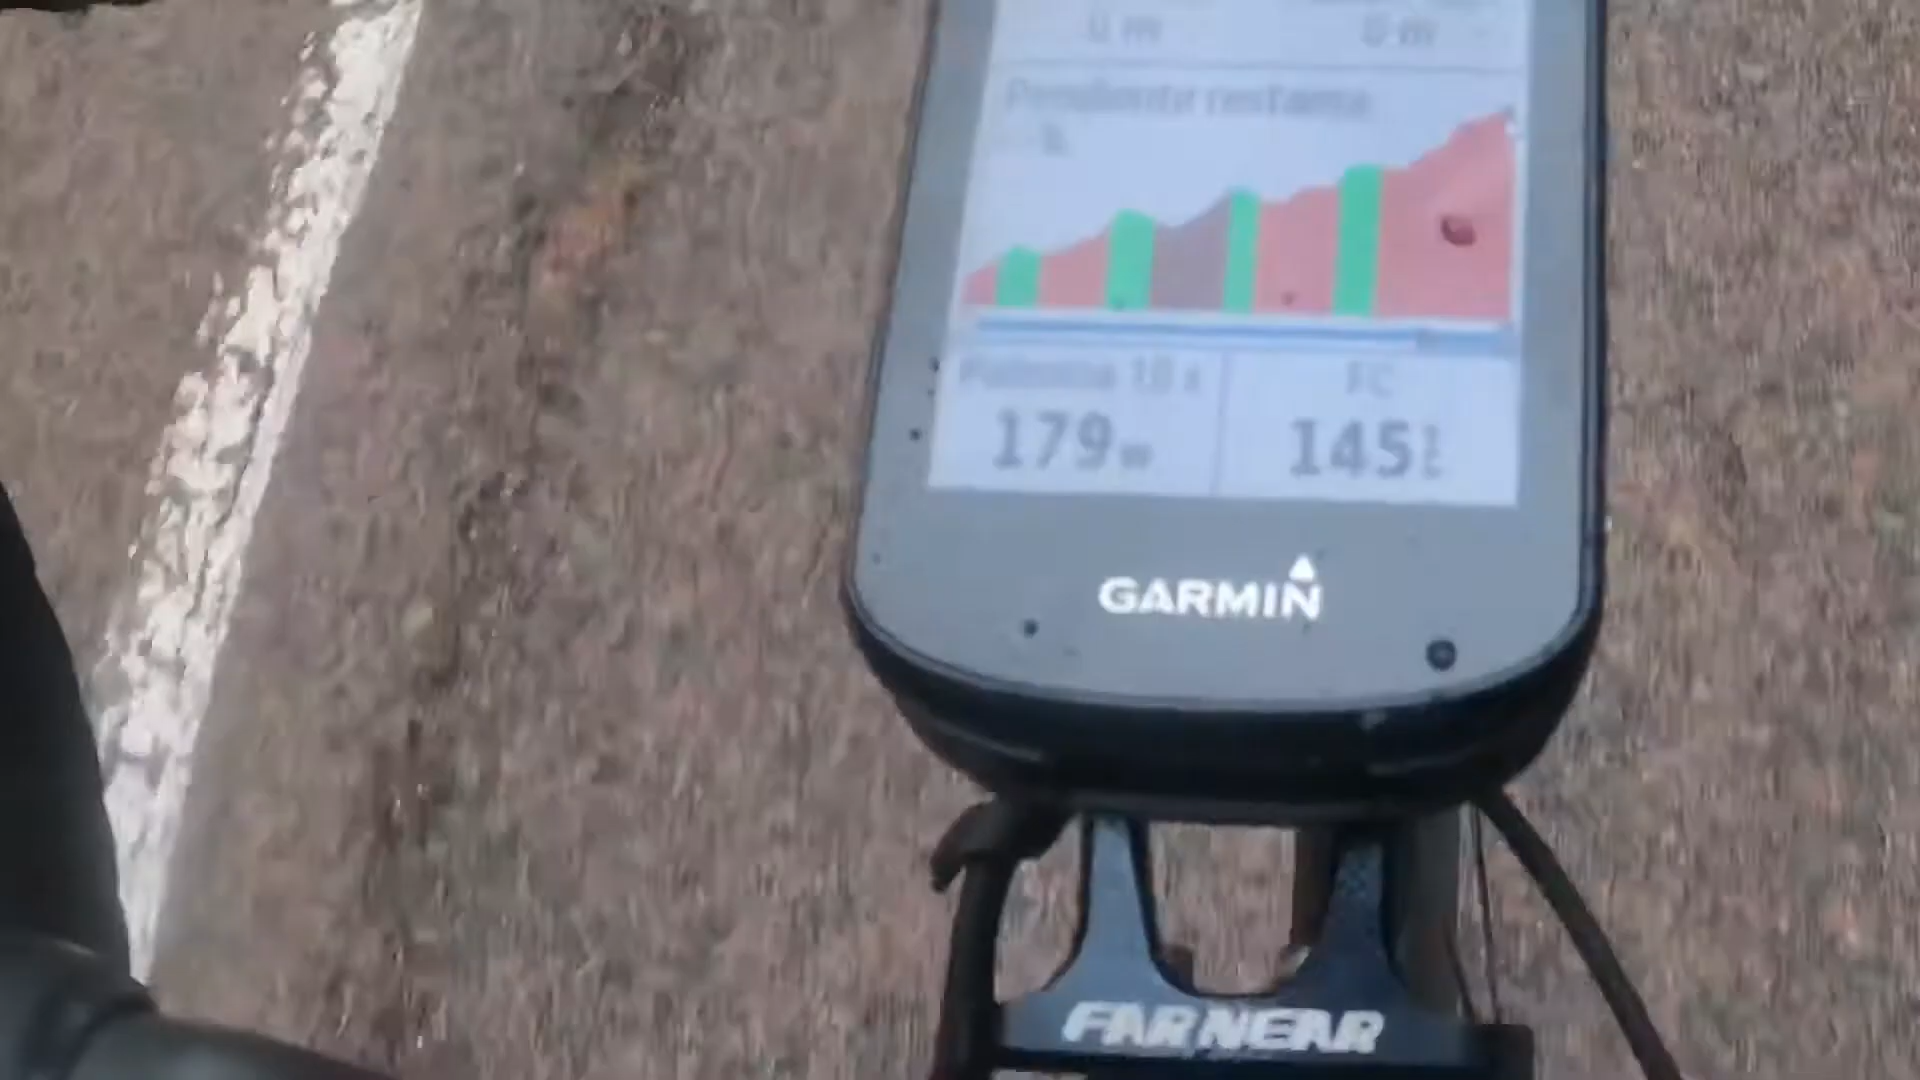 0 m 0 m
Pendiente restante
%
Potencia 10 s FC
179 w 145
GARMIN
FARNEAR